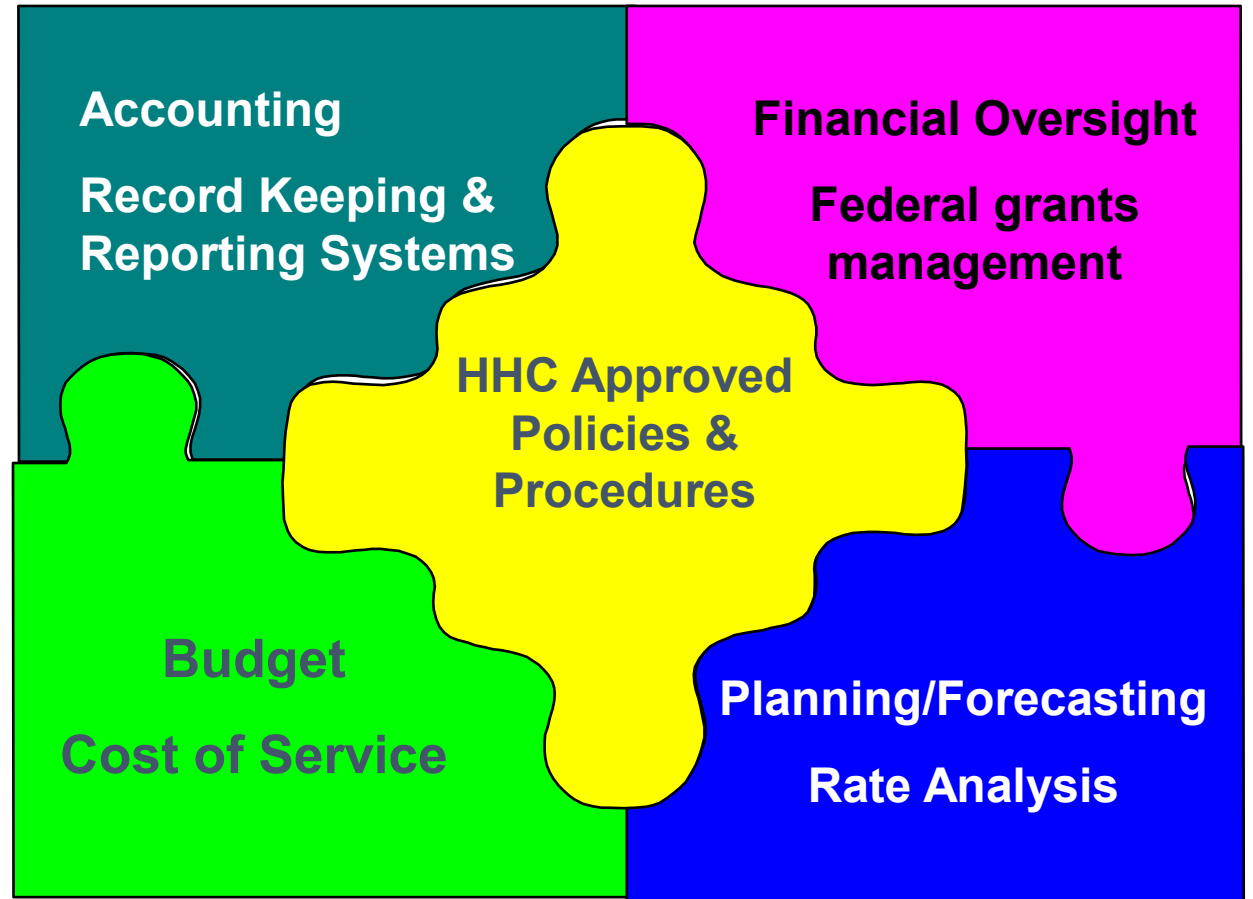 Accounting
Record Keeping &
Reporting Systems
Financial Oversight
Federal grants
management
HHC Approved
Policies &
Procedures
Budget
Cost of Service
Planning/Forecasting
Rate Analysis